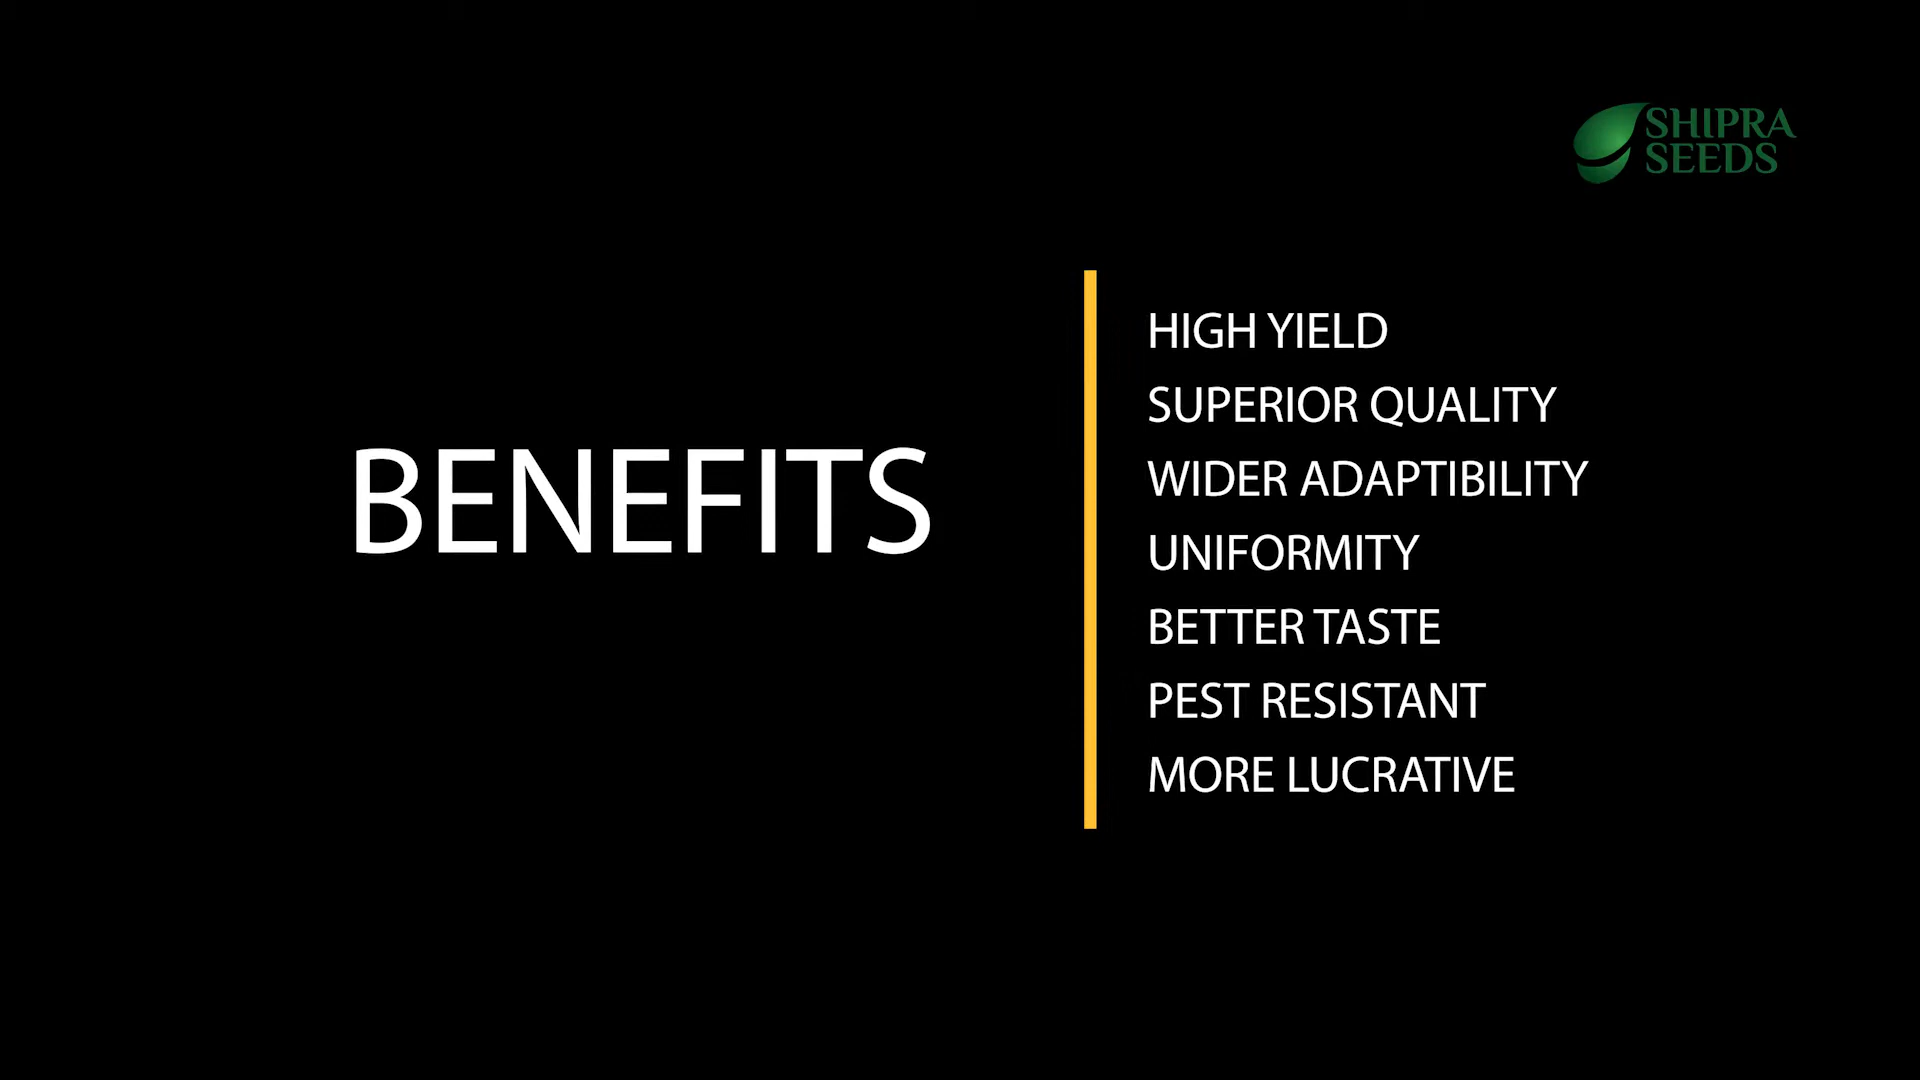 SHIPRA
SEEDS
BENEFITS
HIGH YIELD
SUPERIOR QUALITY
WIDER ADAPTIBILITY
UNIFORMITY
BETTER TASTE
PEST RESISTANT
MORE LUCRATIVE